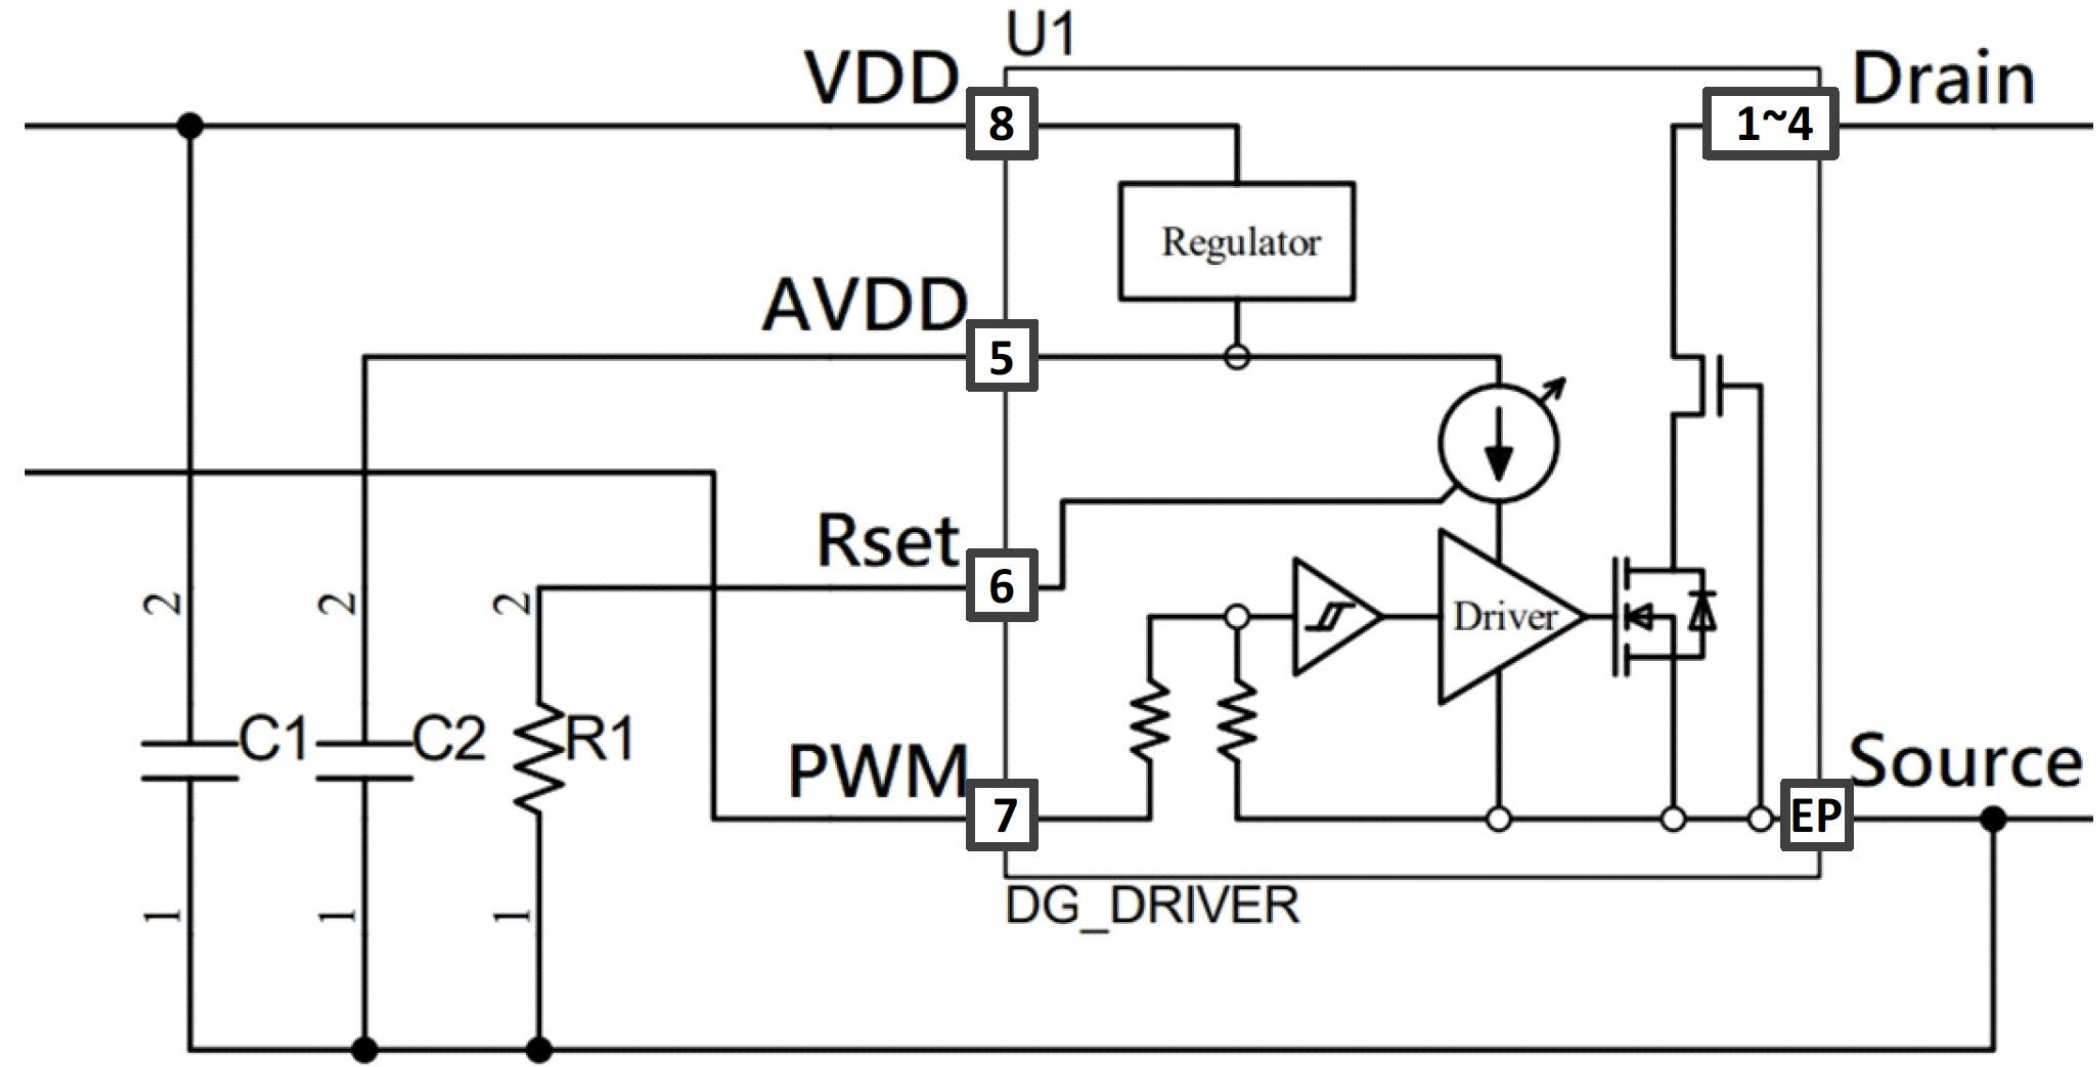 U1
VDD
8
1~4
Drain
Regulator
AVDD
5
Rset
6
2
2
2
Driver
C1
C2
R1
PWM
7
EP
Source
1
1
1
DG_DRIVER